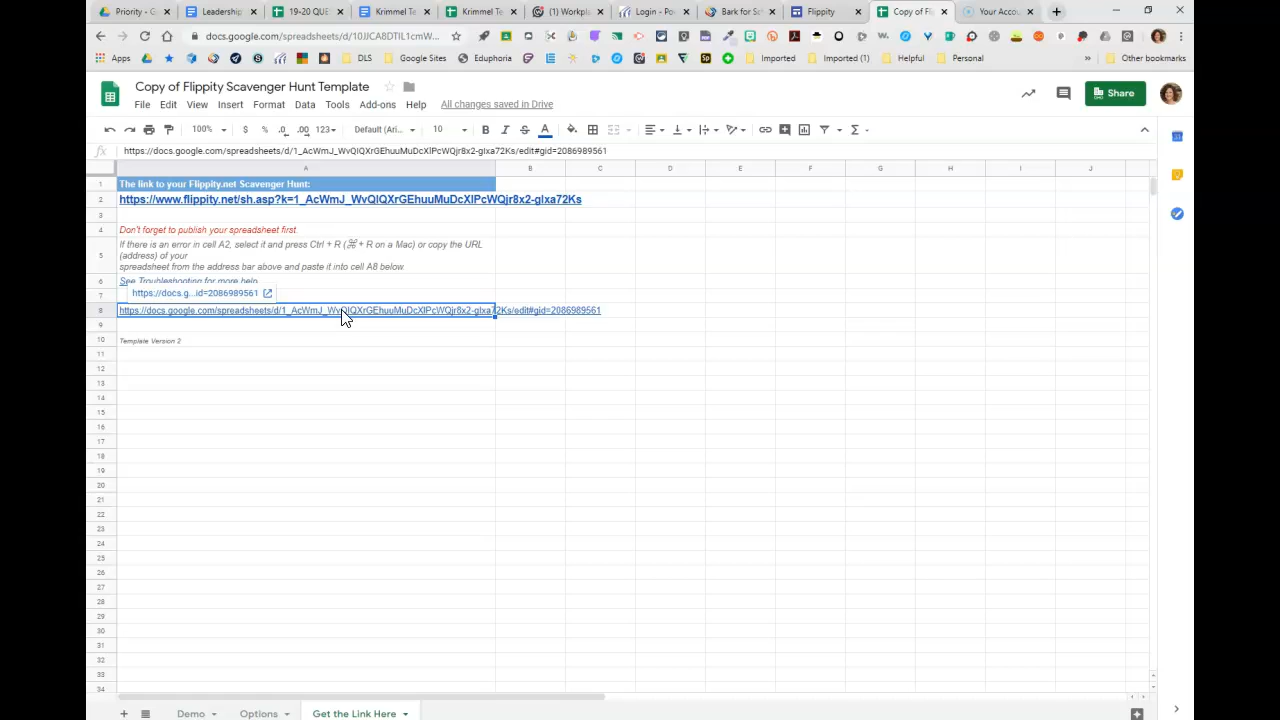 Priority - G
Leadership
19-20 QUE
Krimmel Te
Krimmel Te
(1) Workpl
Login - Po
Bark for Sc
Flippity
Copy of Fl
Your Accou
docs.google.com/spreadsheets/d/10JJCA8DTIL1cmW...
Apps
DLS
Google Sites
Eduphoria
Imported
Imported (1)
Helpful
Personal
Other bookmarks
Copy of Flippity Scavenger Hunt Template
File Edit View Insert Format Data Tools Add-ons Help All changes saved in Drive
Share
100% $ % .0 .00 123 Default (Ari... 10 B I S A
fx https://docs.google.com/spreadsheets/d/1_AcWmJ_WvQIQXrGEhuuMuDcXlPcWQjr8x2-glxa72Ks/edit#gid=2086989561
A B C D E F G H I J
1 The link to your Flippity.net Scavenger Hunt:
2 https://www.flippity.net/sh.asp?k=1_AcWmJ_WvQIQXrGEhuuMuDcXlPcWQjr8x2-glxa72Ks
3
4 Don't forget to publish your spreadsheet first.
5 If there is an error in cell A2, select it and press Ctrl + R (⌘ + R on a Mac) or copy the URL
(address) of your
spreadsheet from the address bar above and paste it into cell A8 below.
6 See Troubleshooting for more help.
7 https://docs.g...id=2086989561
8 https://docs.google.com/spreadsheets/d/1_AcWmJ_WvQIQXrGEhuuMuDcXlPcWQjr8x2-glxa72Ks/edit#gid=2086989561
9
10 Template Version 2
11
12
13
14
15
16
17
18
19
20
21
22
23
24
25
26
27
28
29
30
31
32
33
34
Demo Options Get the Link Here